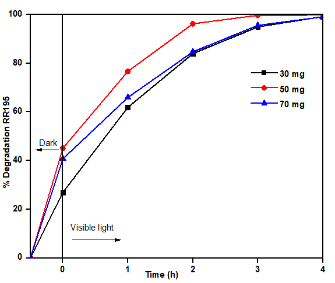 100
80
60
40
20
0
% Degradation RR195
Dark
Visible light
30 mg
50 mg
70 mg
0 1 2 3 4
Time (h)